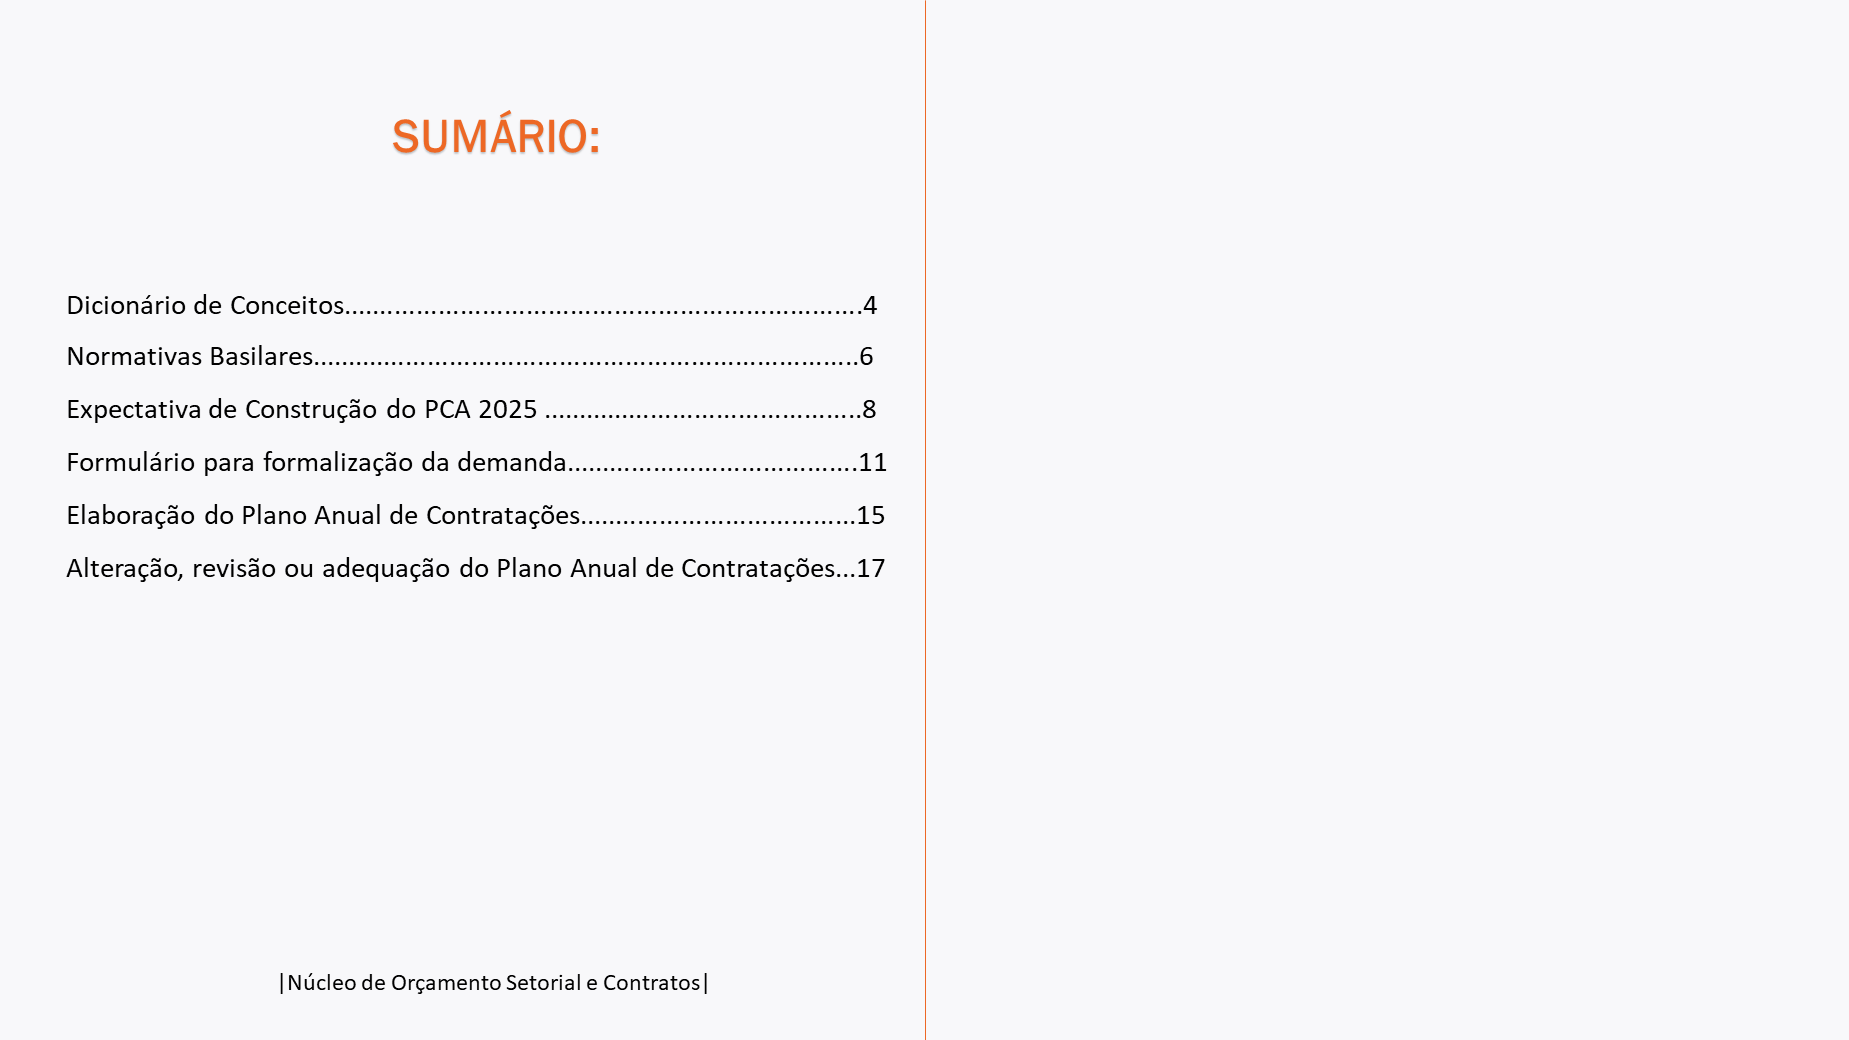 SUMÁRIO:
Dicionário de Conceitos……………………………………………………………….4
Normativas Basilares…………………………………………………………………..6
Expectativa de Construção do PCA 2025 ……………………………………..8
Formulário para formalização da demanda………………………………….11
Elaboração do Plano Anual de Contratações…………………………………15
Alteração, revisão ou adequação do Plano Anual de Contratações...17
|Núcleo de Orçamento Setorial e Contratos|